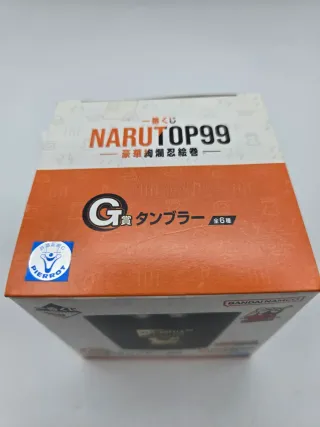 一番くじ
NARUTOP99
豪華絢爛忍絵巻
G賞 タンブラー 全6種
PIERROT
BANDAI NAMCO